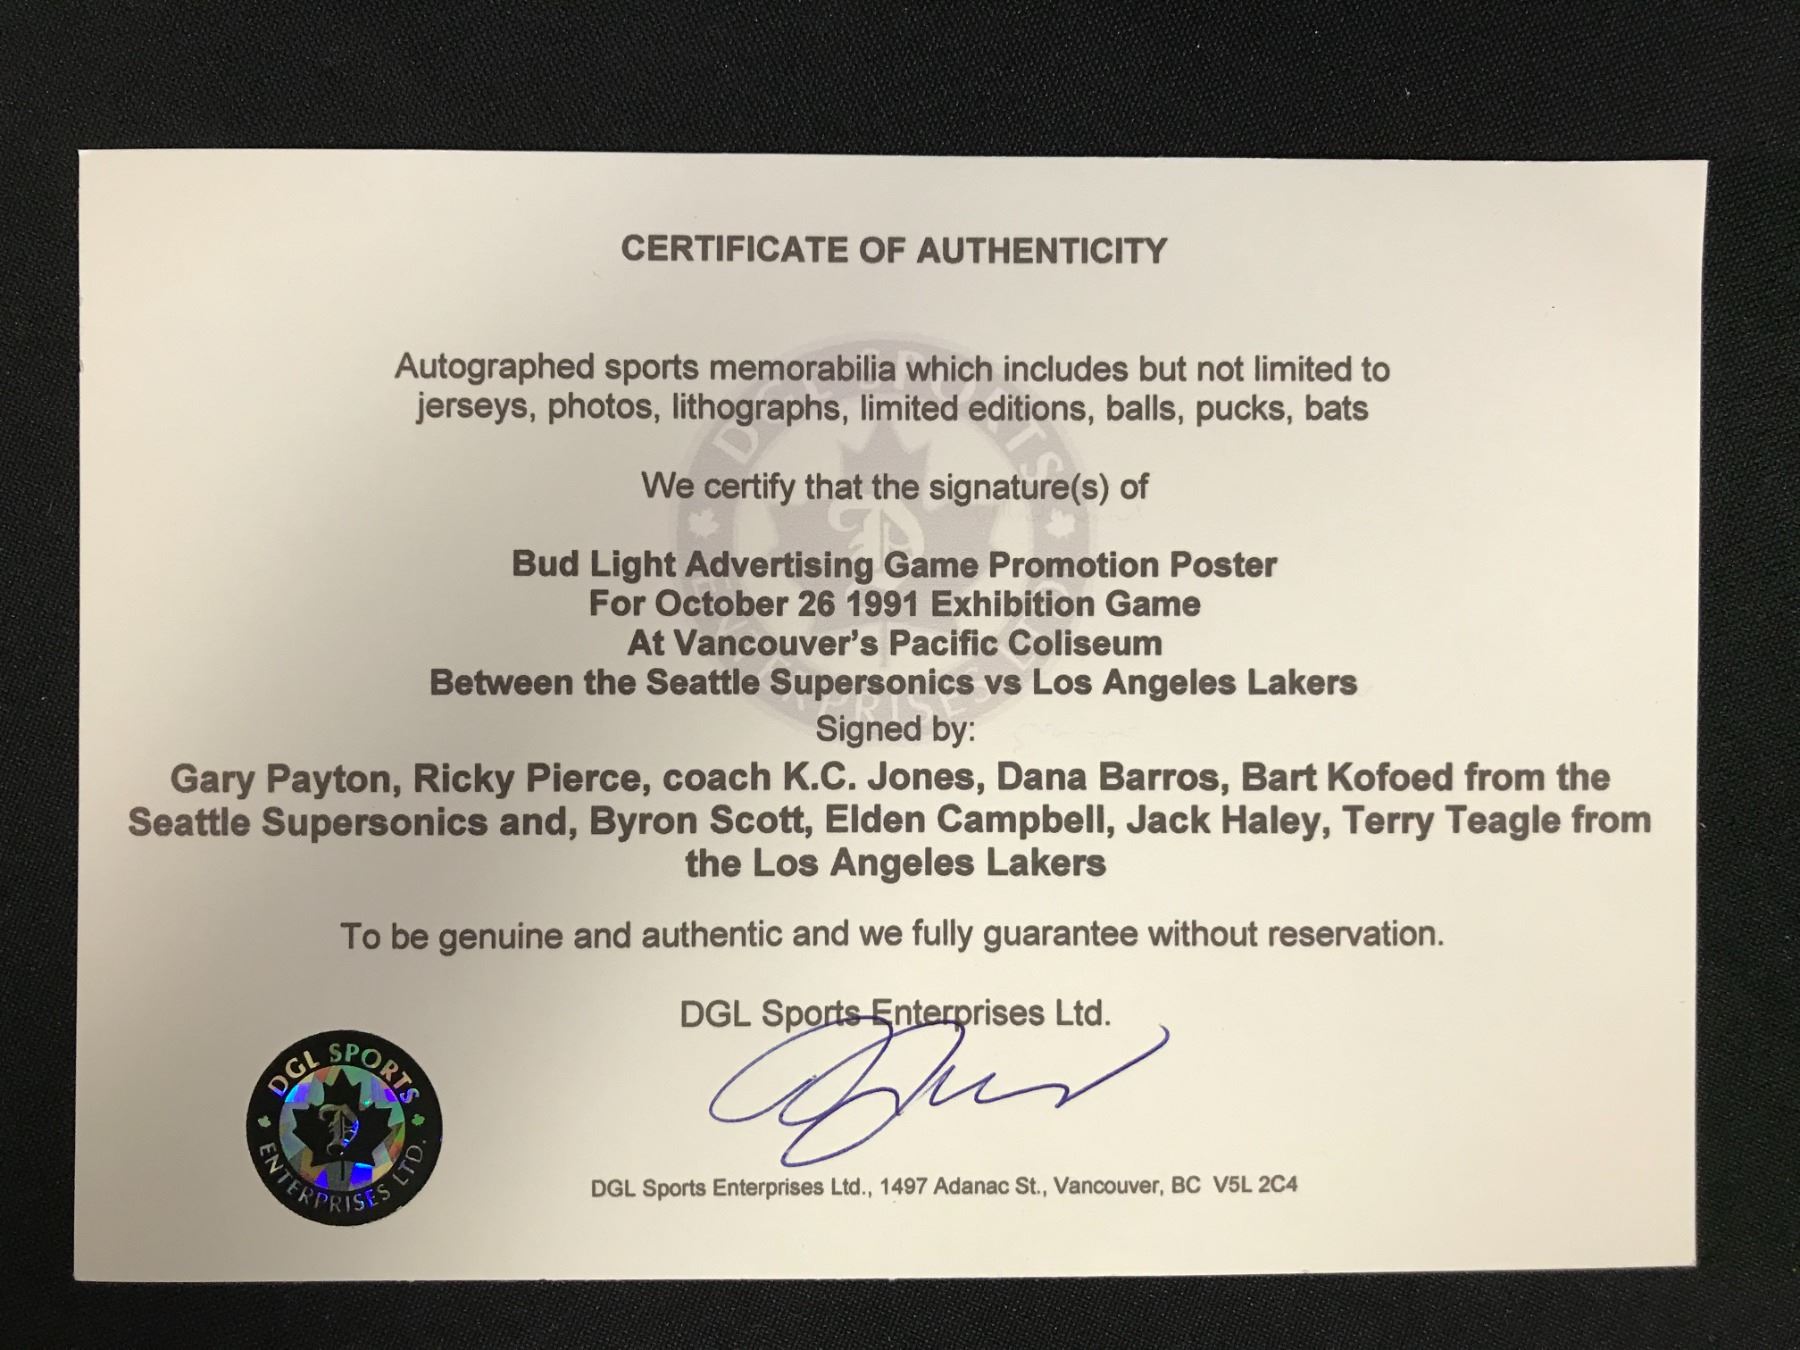 CERTIFICATE OF AUTHENTICITY
Autographed sports memorabilia which includes but not limited to
jerseys, photos, lithographs, limited editions, balls, pucks, bats
We certify that the signature(s) of
Bud Light Advertising Game Promotion Poster
For October 26 1991 Exhibition Game
At Vancouver's Pacific Coliseum
Between the Seattle Supersonics vs Los Angeles Lakers
Signed by:
Gary Payton, Ricky Pierce, coach K.C. Jones, Dana Barros, Bart Kofoed from the
Seattle Supersonics and, Byron Scott, Elden Campbell, Jack Haley, Terry Teagle from
the Los Angeles Lakers
To be genuine and authentic and we fully guarantee without reservation.
DGL Sports Enterprises Ltd.
DGL Sports Enterprises Ltd., 1497 Adanac St., Vancouver, BC V5L 2C4
DGL SPORTS
ENTERPRISES LTD.
DGL SPORTS
ENTERPRISES LTD.